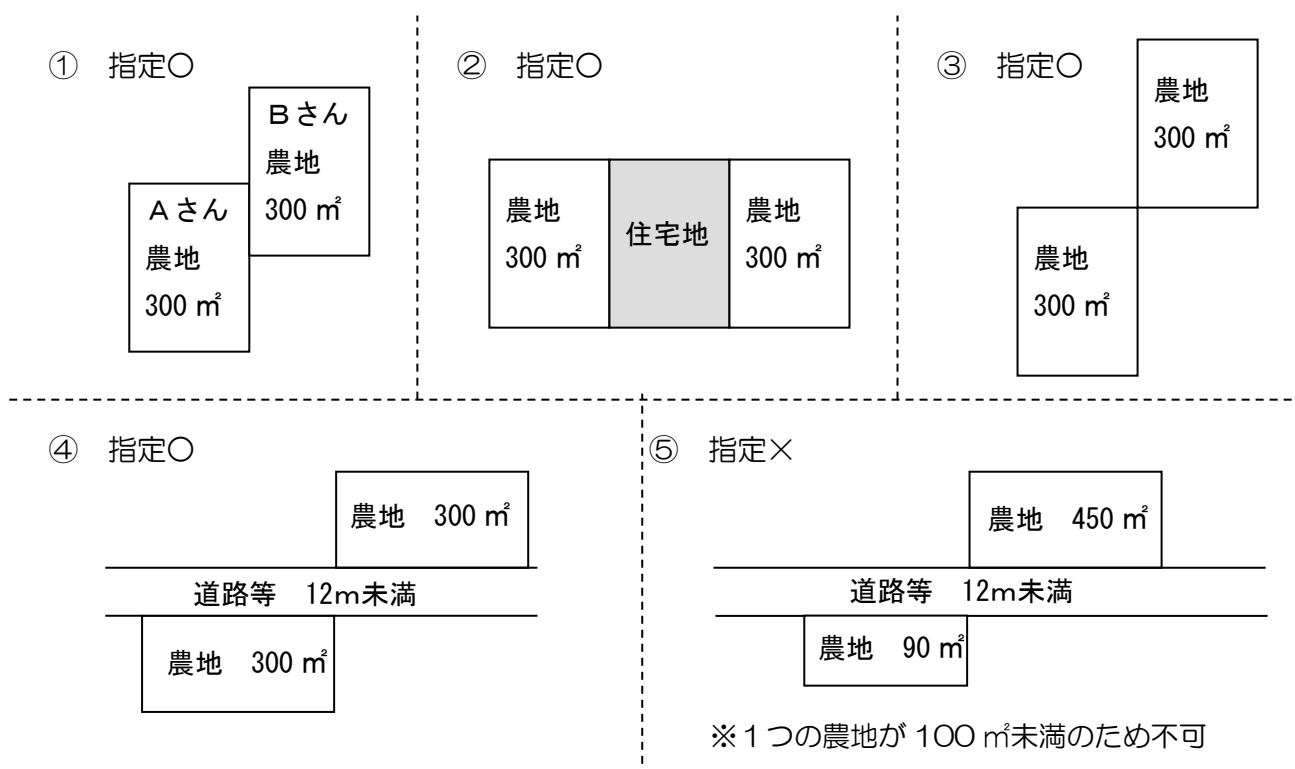 ① 指定〇
Bさん
農地
300 ㎡
Aさん
農地
300 ㎡
② 指定〇
農地
300 ㎡
住宅地
農地
300 ㎡
③ 指定〇
農地
300 ㎡
農地
300 ㎡
④ 指定〇
農地 300 ㎡
道路等 12m未満
農地 300 ㎡
⑤ 指定×
農地 450 ㎡
道路等 12m未満
農地 90 ㎡
※1つの農地が 100 ㎡未満のため不可